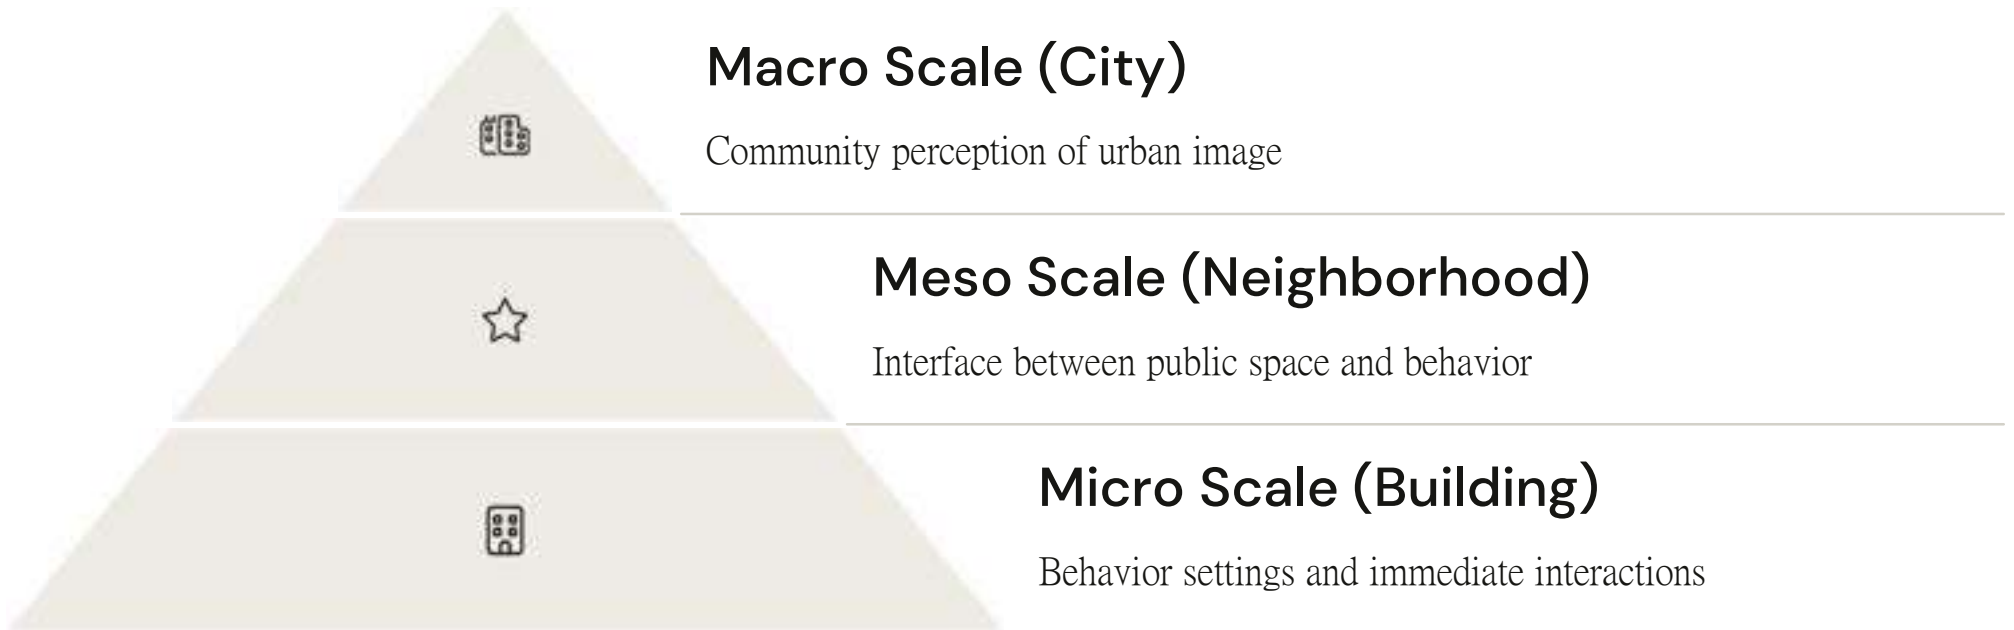 Macro Scale (City)
Community perception of urban image
Meso Scale (Neighborhood)
Interface between public space and behavior
Micro Scale (Building)
Behavior settings and immediate interactions